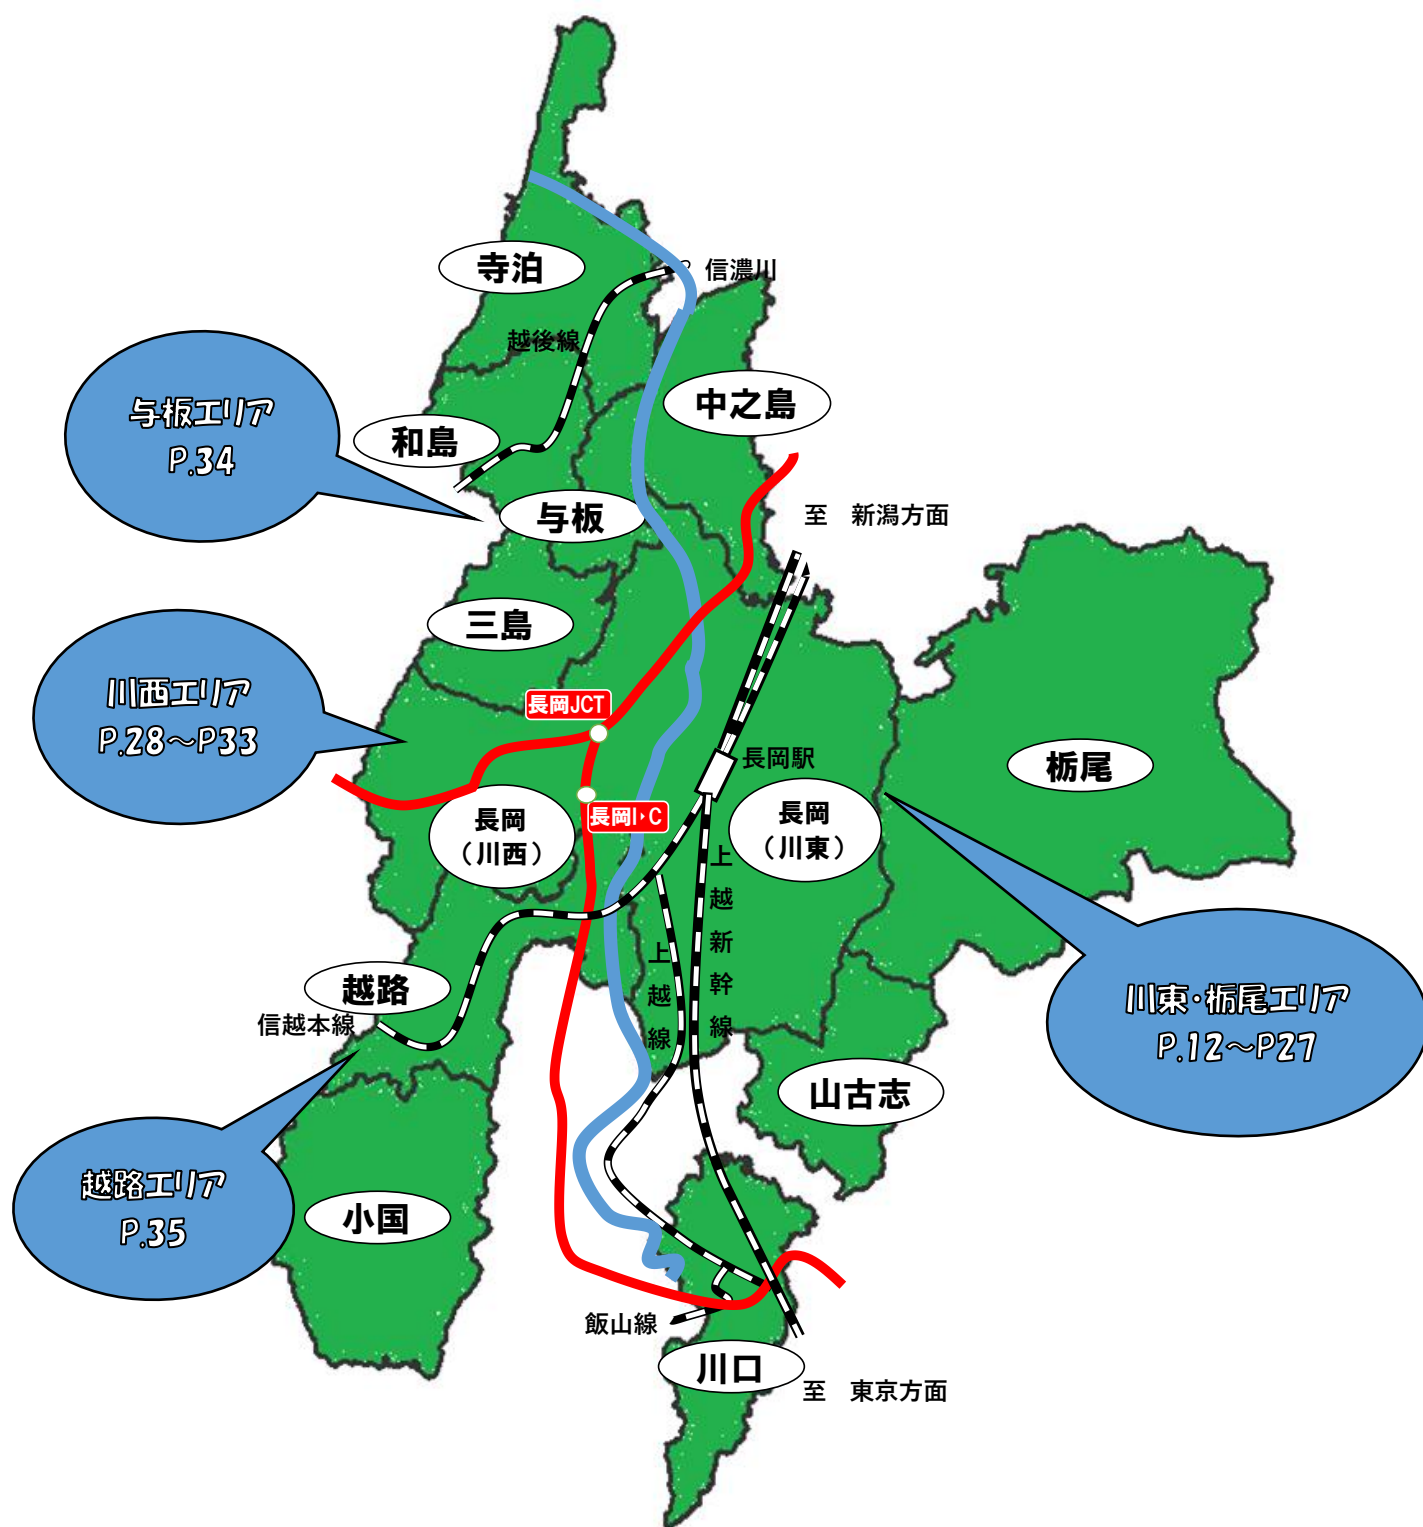 寺泊
信濃川
越後線
中之島
与板エリア
P.34
和島
与板
至　新潟方面
三島
川西エリア
P.28～P33
長岡JCT
長岡駅
栃尾
長岡I・C
長岡
（川西）
長岡
（川東）
上越新幹線
上越線
越路
信越本線
川東・栃尾エリア
P.12～P27
山古志
越路エリア
P.35
小国
飯山線
川口
至　東京方面